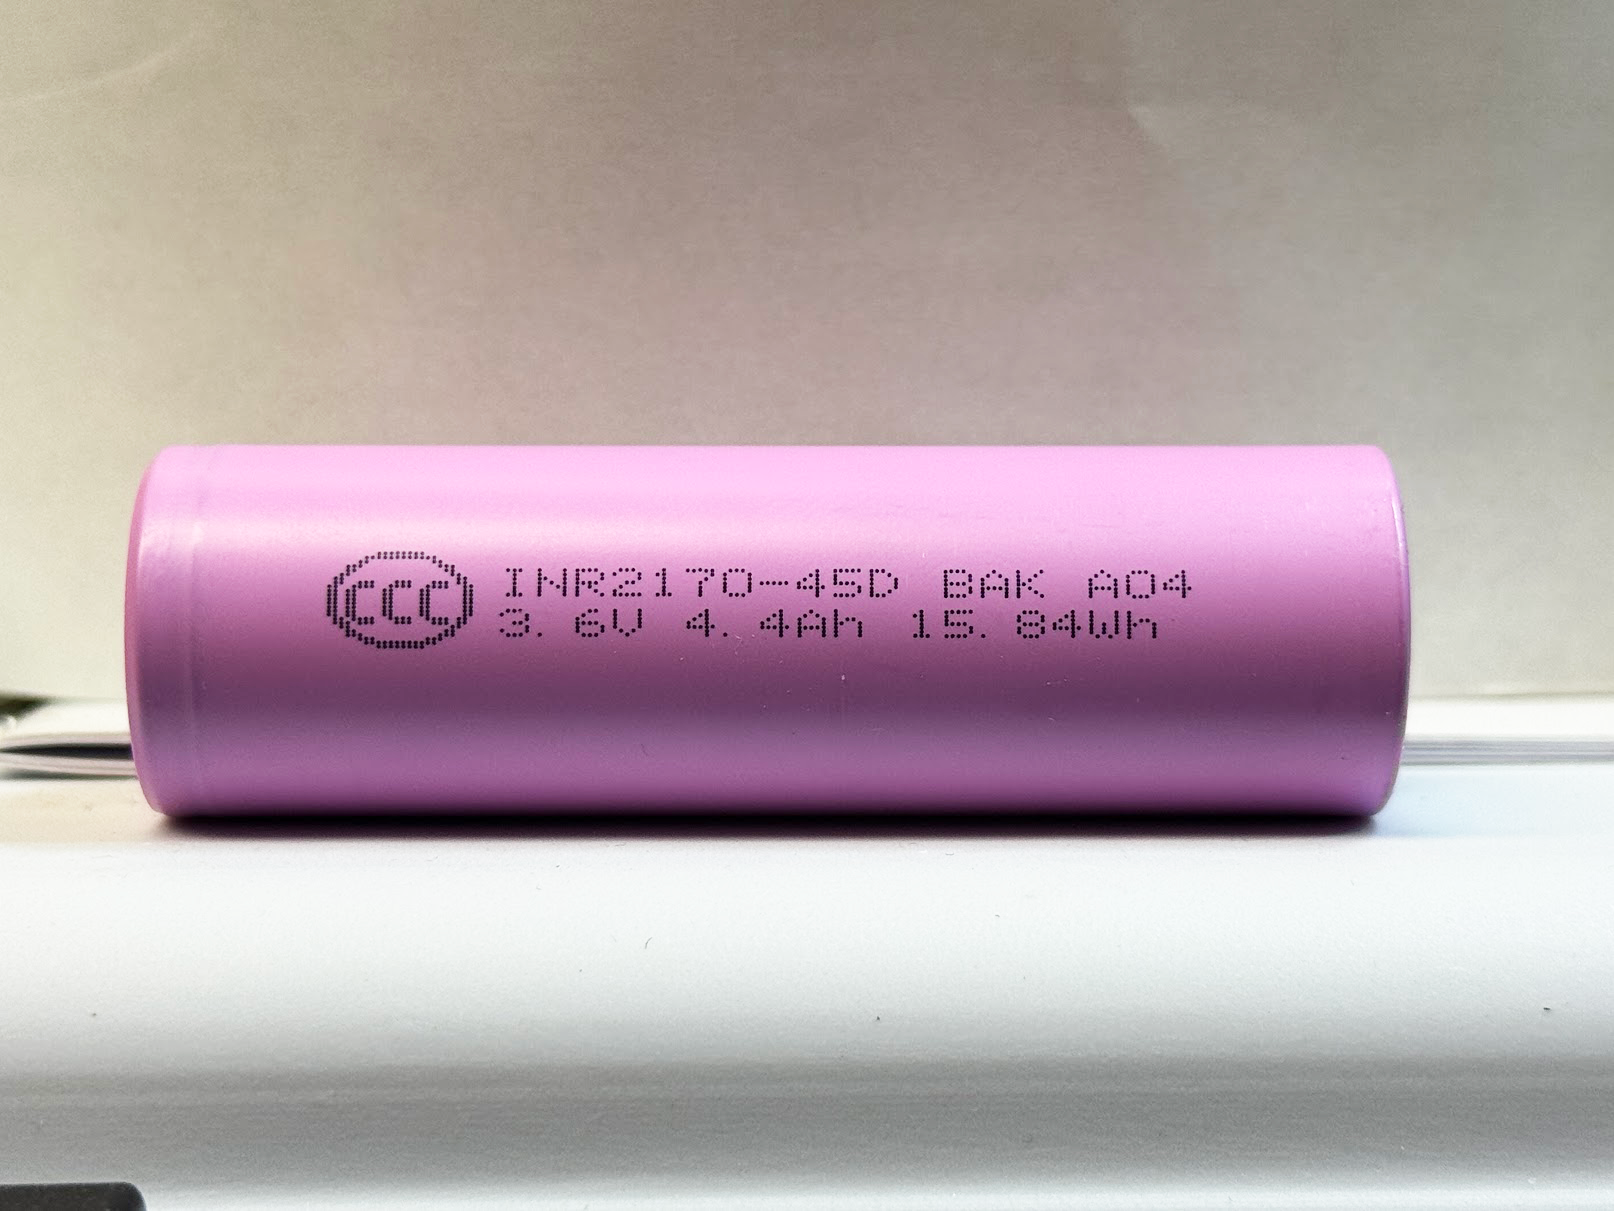 CCC
INR2170-45D BAK A04
3.6V 4.4Ah 15.84Wh